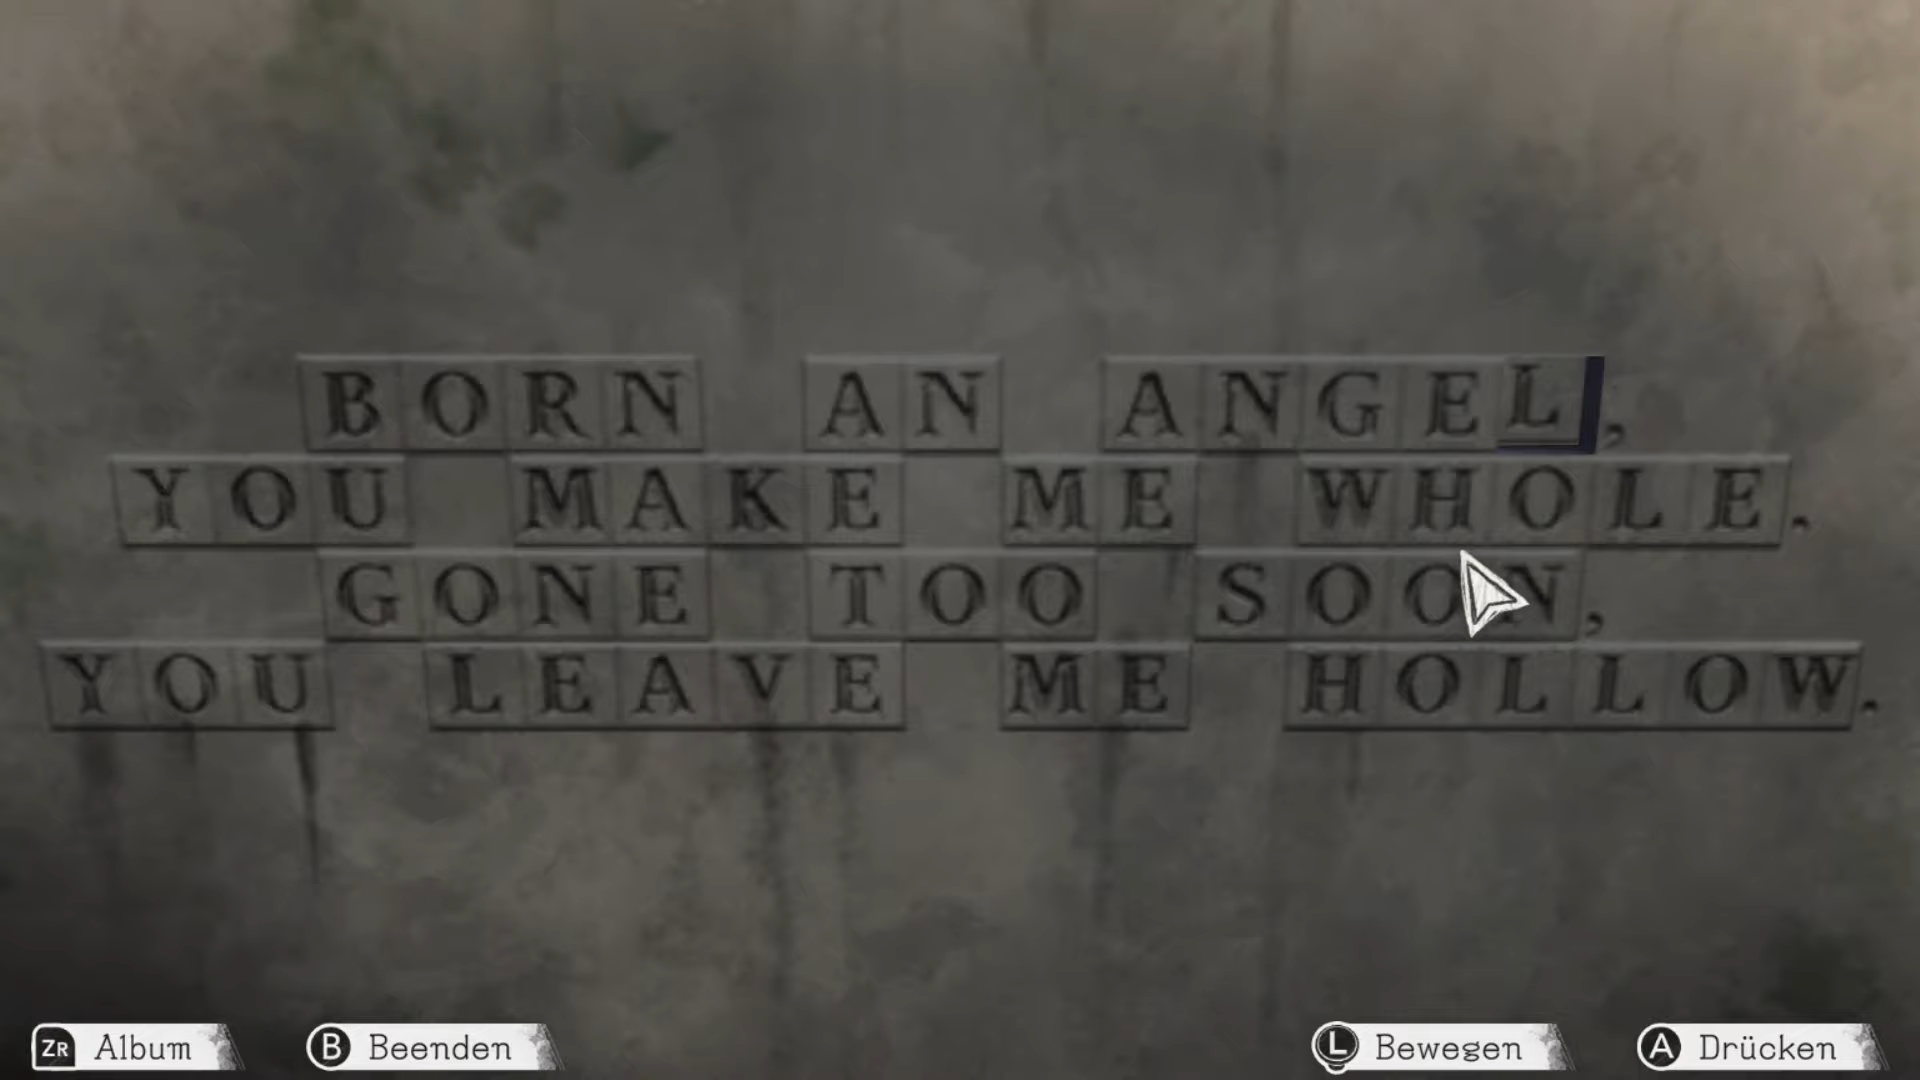 BORN AN ANGEL,
YOU MAKE ME WHOLE.
GONE TOO SOON,
YOU LEAVE ME HOLLOW.
ZR Album B Beenden L Bewegen A Drücken